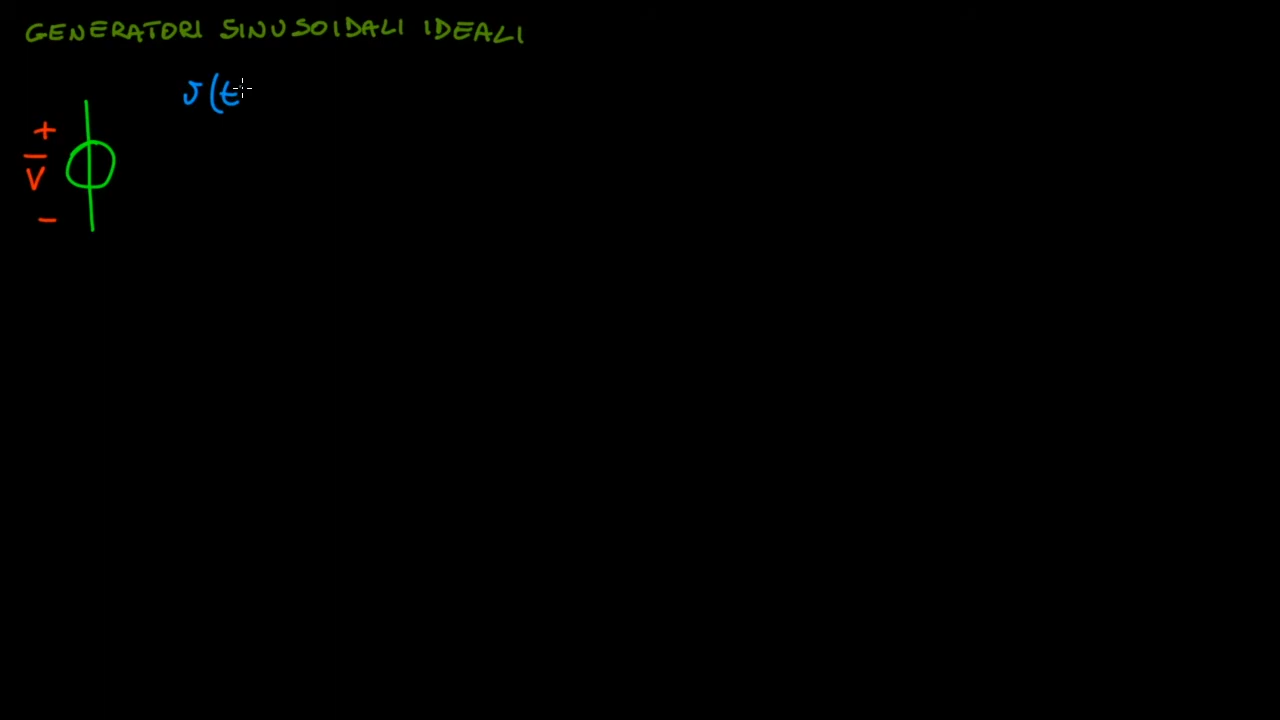 GENERATORI SINUSOIDALI IDEALI
v(t
+
V̅
-